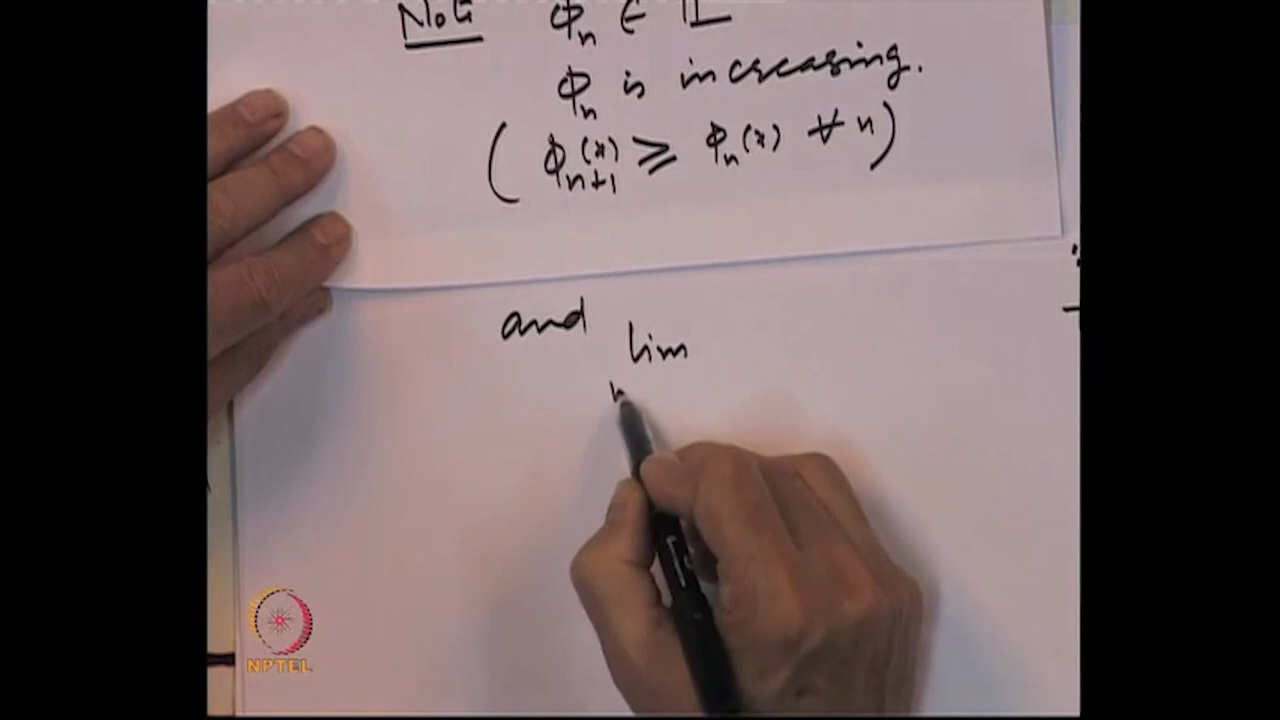 Note ϕₙ ∈ 𝕃
ϕₙ is increasing.
( ϕₙ₊₁(x) ≥ ϕₙ(x) ∀ n )
and lim
n
NPTEL